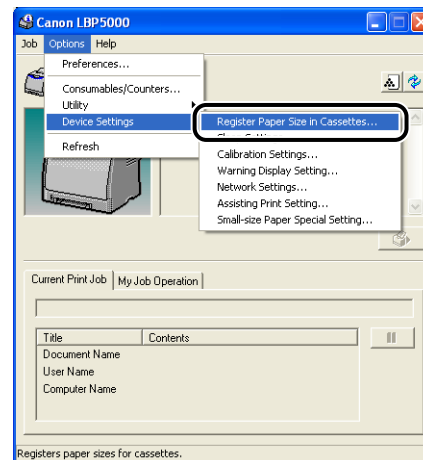 Canon LBP5000
Job Options Help
Preferences...
Consumables/Counters...
Utility
Device Settings
Refresh
Register Paper Size in Cassettes...
Calibration Settings...
Warning Display Setting...
Network Settings...
Assisting Print Setting...
Small-size Paper Special Setting...
Current Print Job My Job Operation
Title Contents
Document Name
User Name
Computer Name
Registers paper sizes for cassettes.